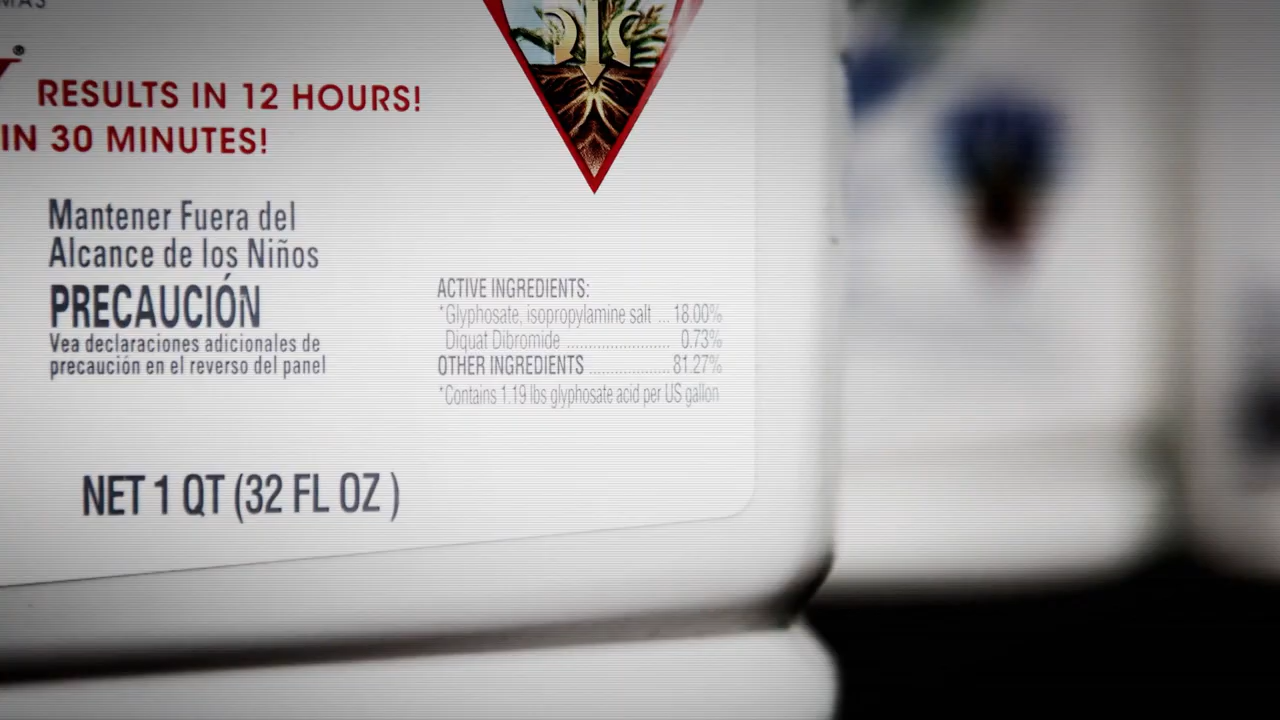 ®
RESULTS IN 12 HOURS!
IN 30 MINUTES!
Mantener Fuera del
Alcance de los Niños
PRECAUCIÓN
Vea declaraciones adicionales de
precaución en el reverso del panel
ACTIVE INGREDIENTS:
*Glyphosate, isopropylamine salt ... 18.00%
Diquat Dibromide ........................ 0.73%
OTHER INGREDIENTS .................. 81.27%
*Contains 1.19 lbs glyphosate acid per US gallon
NET 1 QT (32 FL OZ )